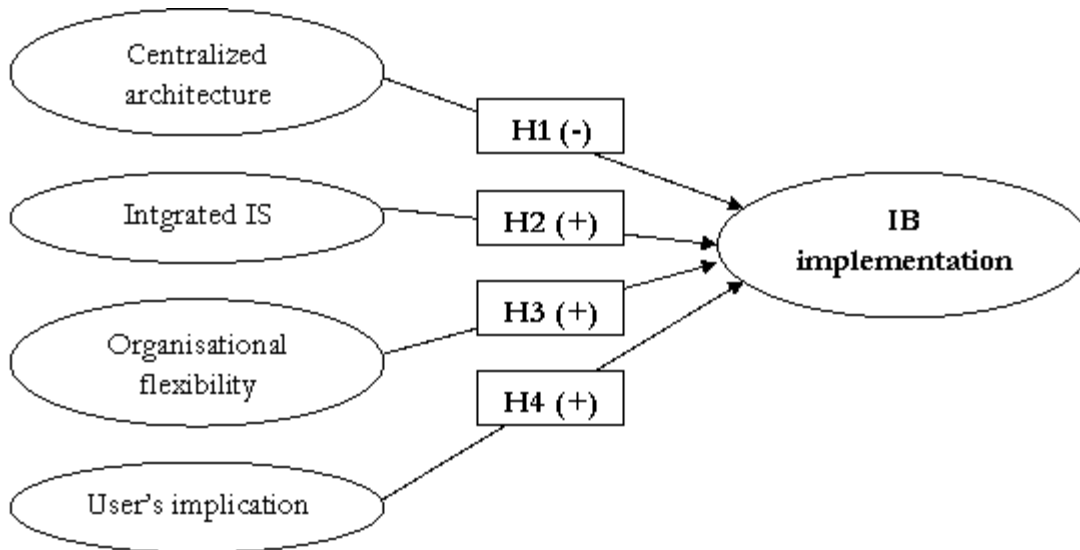 Centralized
architecture
H1 (-)
Intgrated IS
H2 (+)
IB
implementation
H3 (+)
Organisational
flexibility
H4 (+)
User's implication